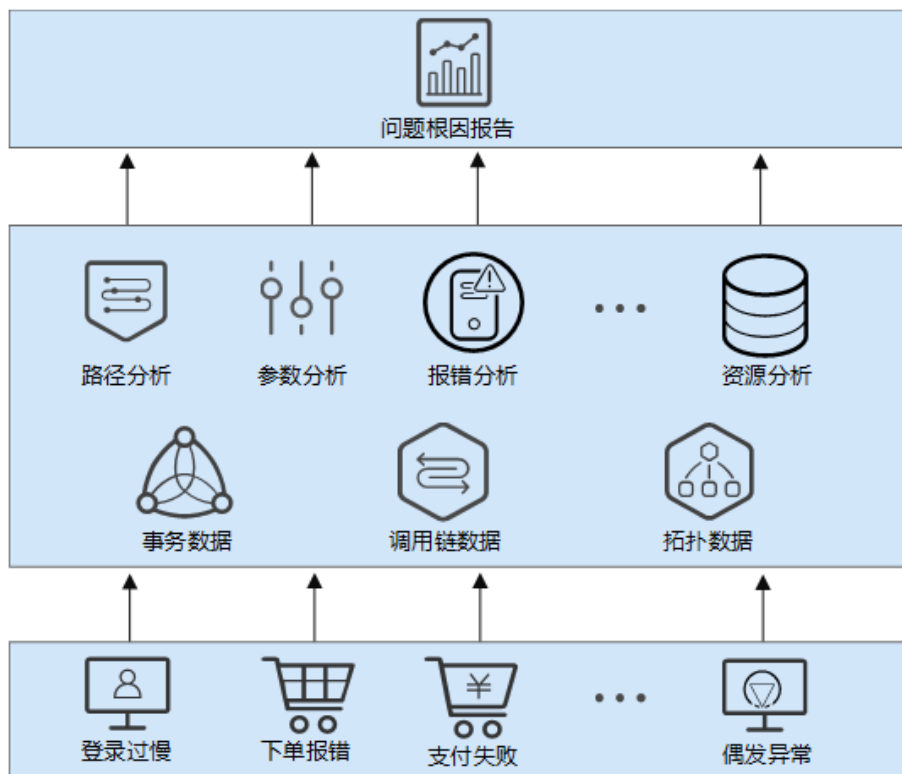 问题根因报告
路径分析 参数分析 报错分析 资源分析
事务数据 调用链数据 拓扑数据
登录过慢 下单报错 支付失败 偶发异常